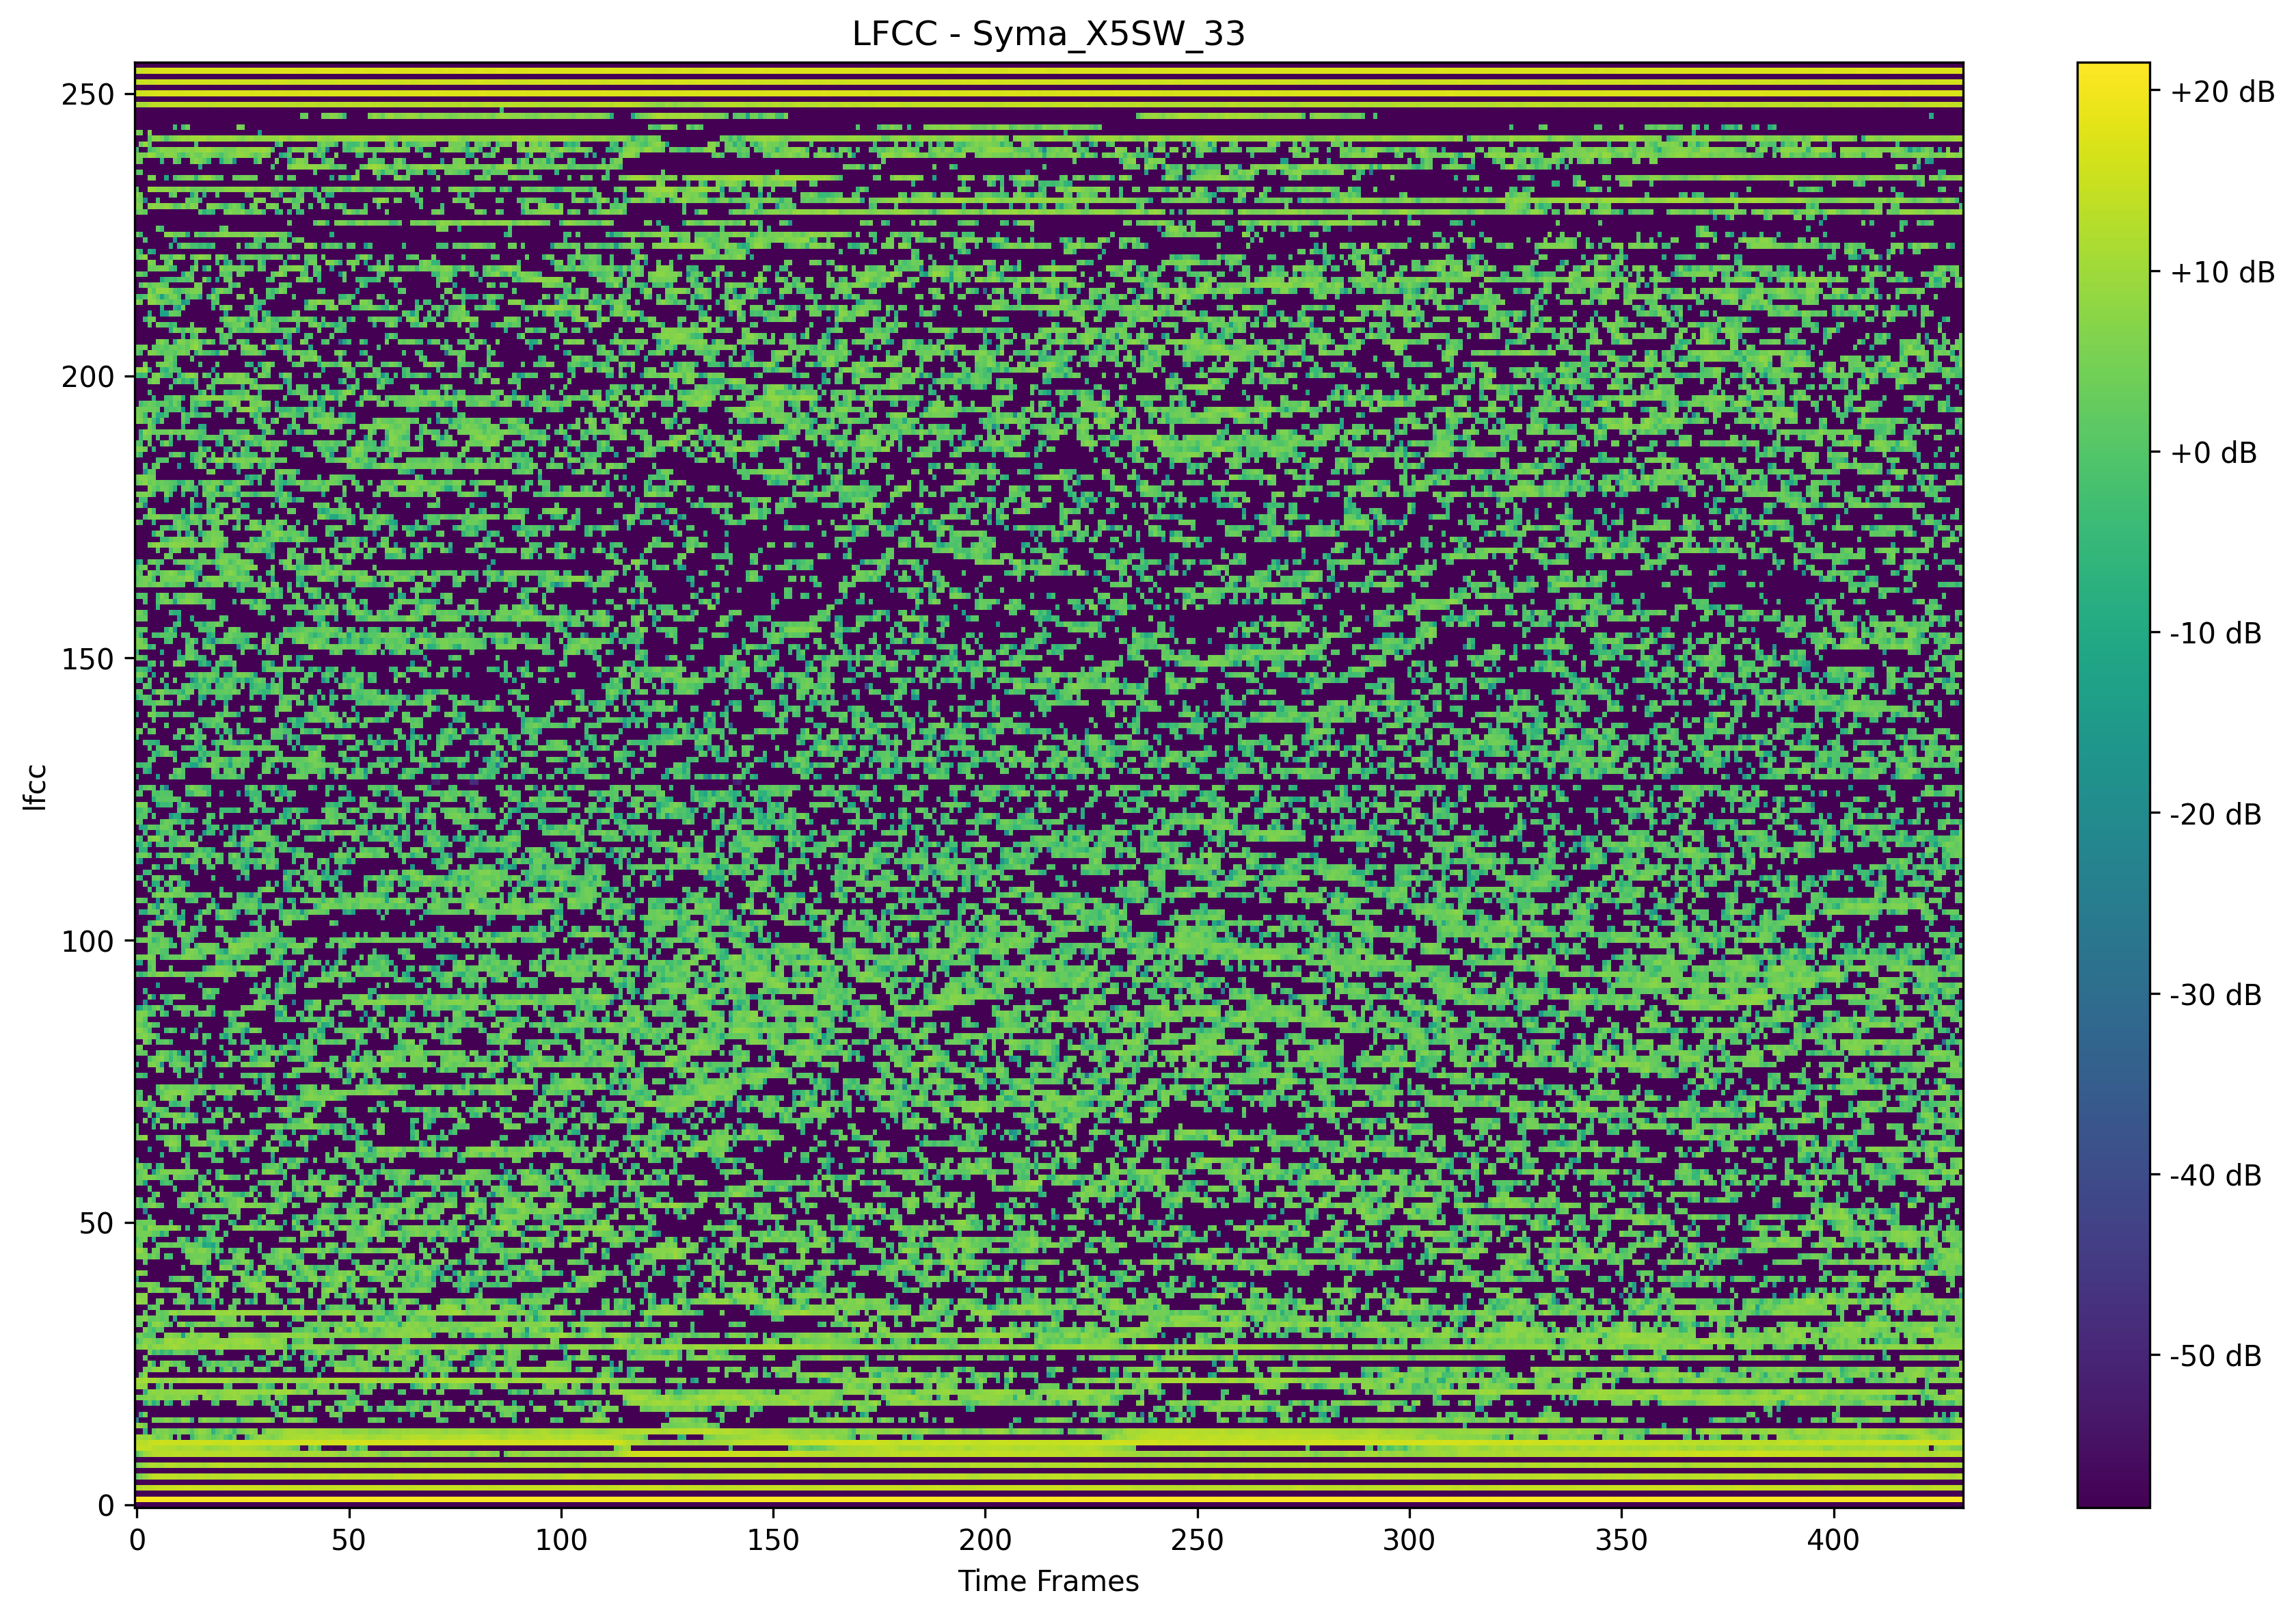 LFCC - Syma_X5SW_33
250
200
150
100
50
0
lfcc
0 50 100 150 200 250 300 350 400
Time Frames
+20 dB
+10 dB
+0 dB
-10 dB
-20 dB
-30 dB
-40 dB
-50 dB